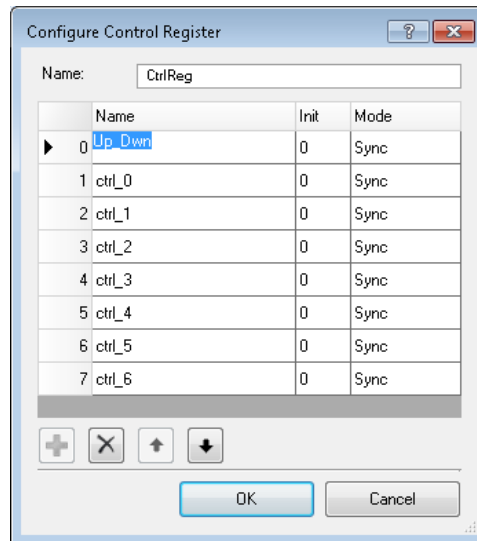 Configure Control Register
Name: CtrlReg
Name Init Mode
0 Up_Dwn 0 Sync
1 ctrl_0 0 Sync
2 ctrl_1 0 Sync
3 ctrl_2 0 Sync
4 ctrl_3 0 Sync
5 ctrl_4 0 Sync
6 ctrl_5 0 Sync
7 ctrl_6 0 Sync
OK Cancel